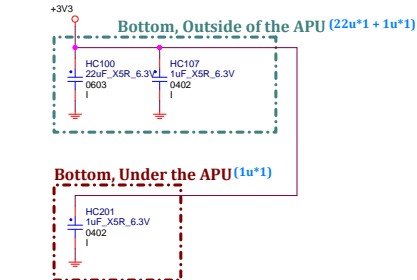 +3V3
Bottom, Outside of the APU (22u*1 + 1u*1)
HC100
22uF_X5R_6.3V
0603
I
HC107
1uF_X5R_6.3V
0402
I
Bottom, Under the APU (1u*1)
HC201
1uF_X5R_6.3V
0402
I